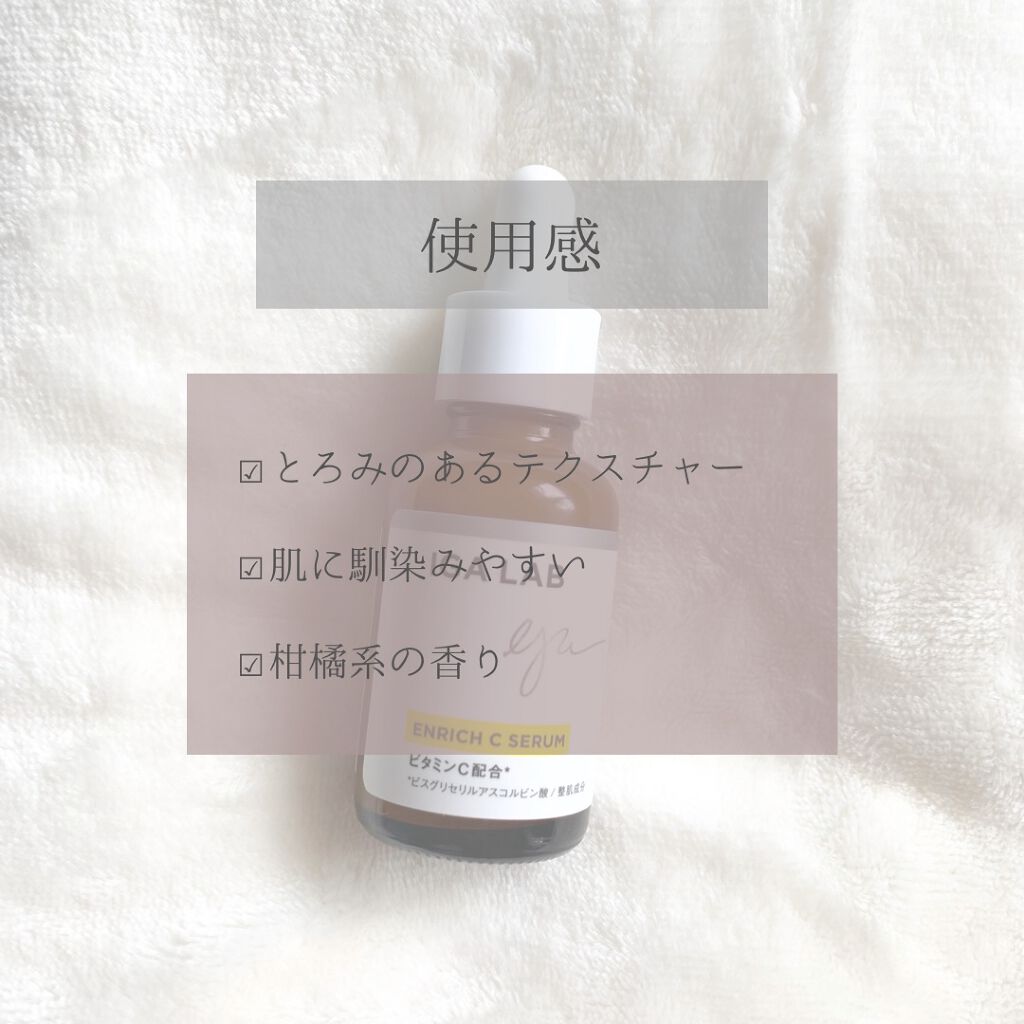 使用感
☑とろみのあるテクスチャー
☑肌に馴染みやすい
☑柑橘系の香り
LAB
ENRICH C SERUM
ビタミンC配合*
*ビスグリセリルアスコルビン酸 / 整肌成分